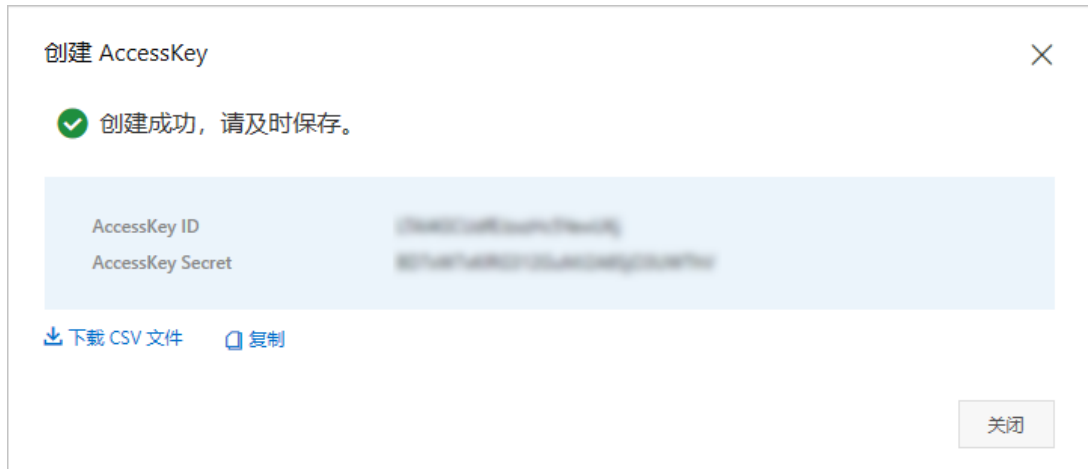 创建 AccessKey
创建成功，请及时保存。
AccessKey ID
AccessKey Secret
下载 CSV 文件 复制
关闭